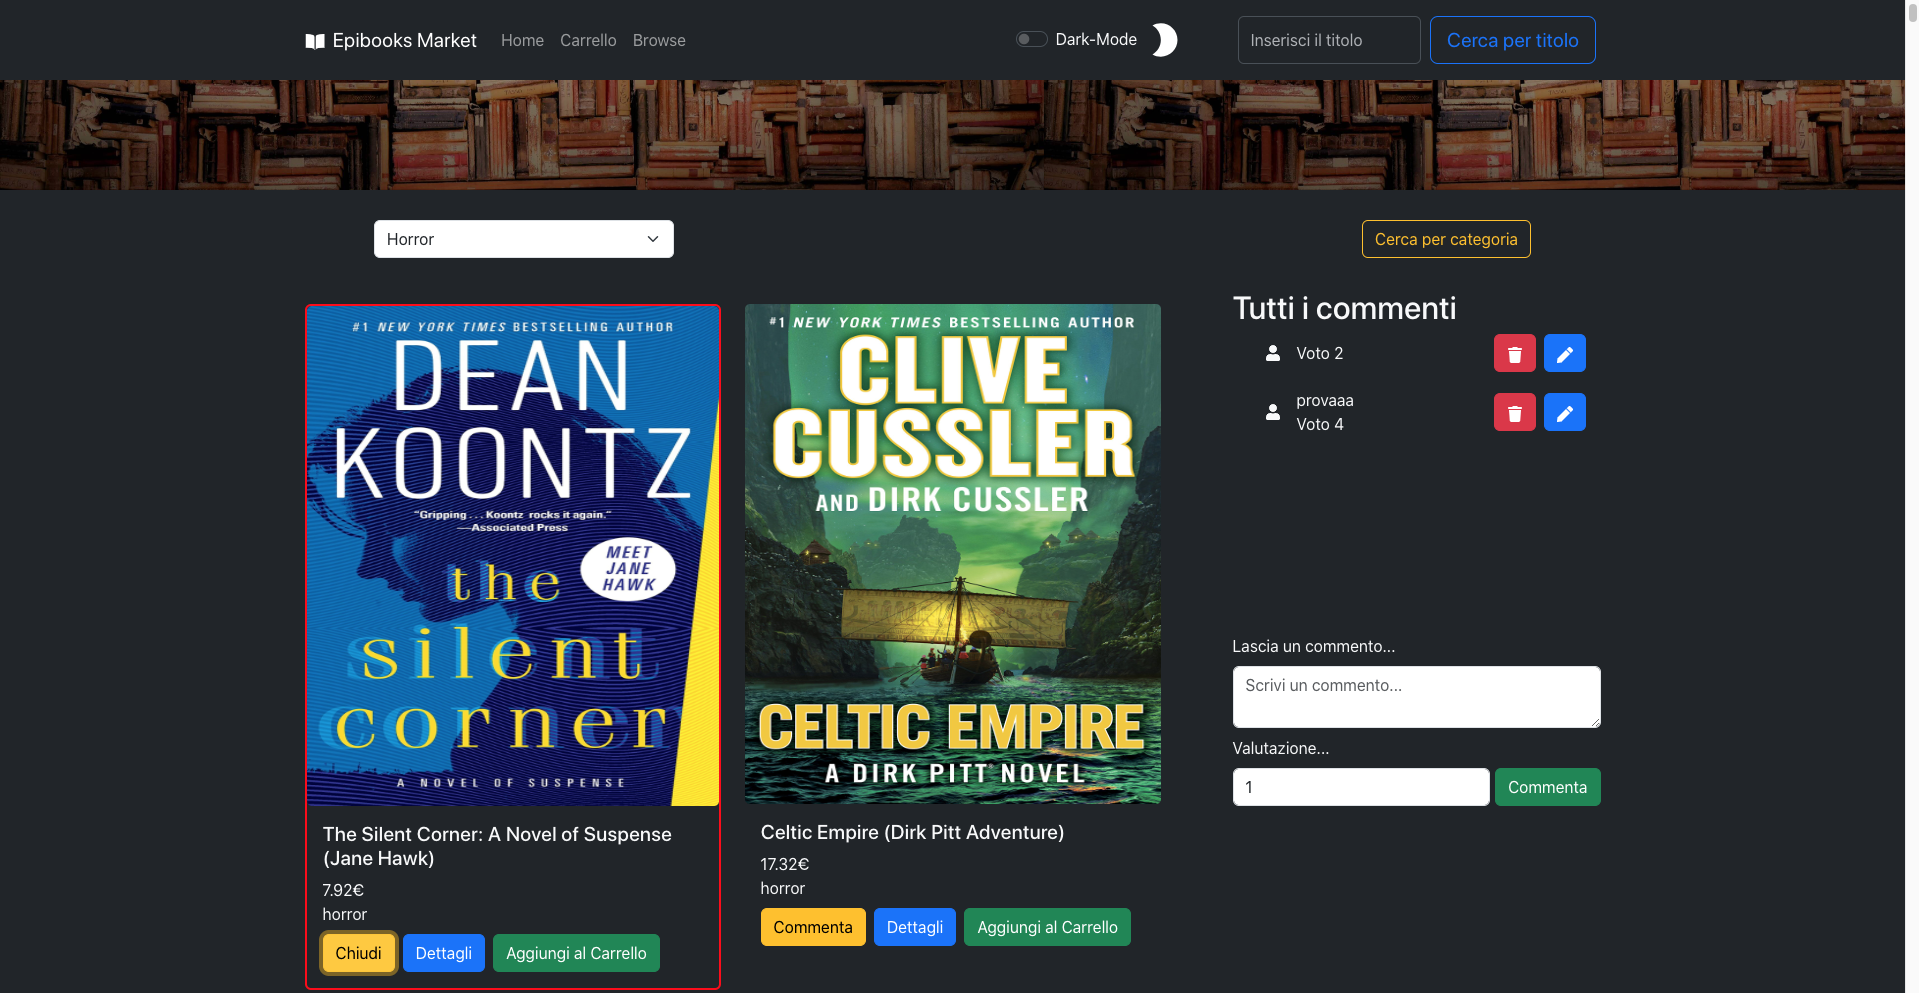 Epibooks Market
Home
Carrello
Browse
Dark-Mode
Inserisci il titolo
Cerca per titolo
Horror
Cerca per categoria
#1 NEW YORK TIMES BESTSELLING AUTHOR
DEAN
KOONTZ
"Gripping . . . Koontz rocks it again."
—Associated Press
MEET
JANE
HAWK
the
silent
corner
A NOVEL OF SUSPENSE
The Silent Corner: A Novel of Suspense
(Jane Hawk)
7.92€
horror
Chiudi
Dettagli
Aggiungi al Carrello
#1 NEW YORK TIMES BESTSELLING AUTHOR
CLIVE
CUSSLER
AND DIRK CUSSLER
CELTIC EMPIRE
A DIRK PITT NOVEL
Celtic Empire (Dirk Pitt Adventure)
17.32€
horror
Commenta
Dettagli
Aggiungi al Carrello
Tutti i commenti
Voto 2
provaaa
Voto 4
Lascia un commento...
Scrivi un commento...
Valutazione...
1
Commenta